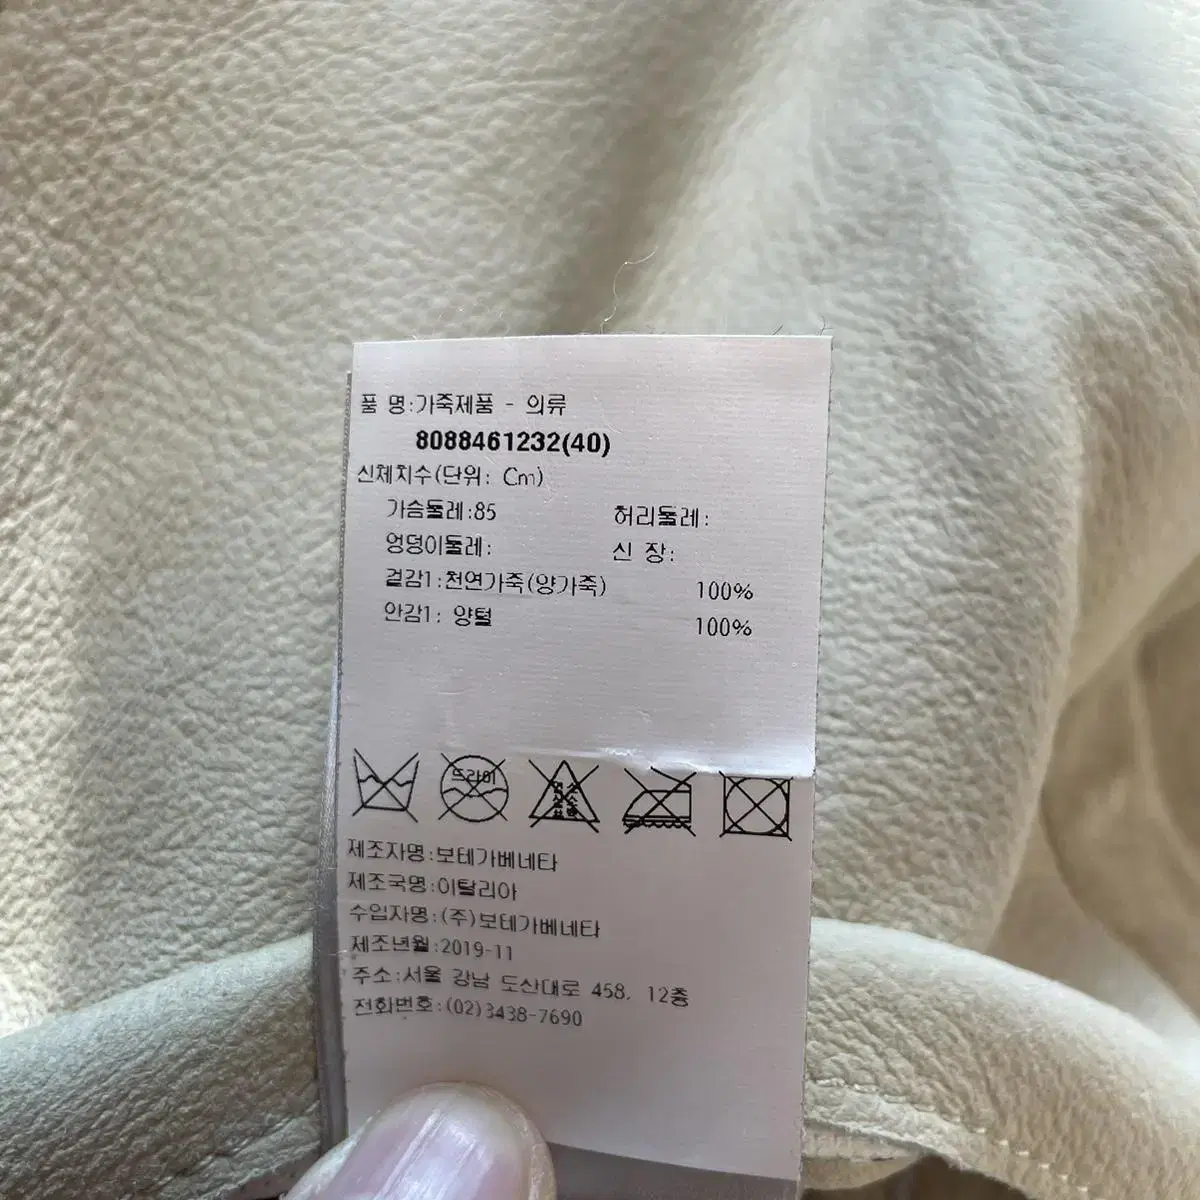 품 명:가죽제품 - 의류
8088461232(40)
신체치수(단위: Cm)
가슴둘레:85 허리둘레:
엉덩이둘레: 신 장:
겉감1:천연가죽(양가죽) 100%
안감1: 양털 100%
드라이
제조자명:보테가베네타
제조국명:이탈리아
수입자명:(주)보테가베네타
제조년월:2019-11
주소:서울 강남 도산대로 458, 12층
전화번호:(02)3438-7690